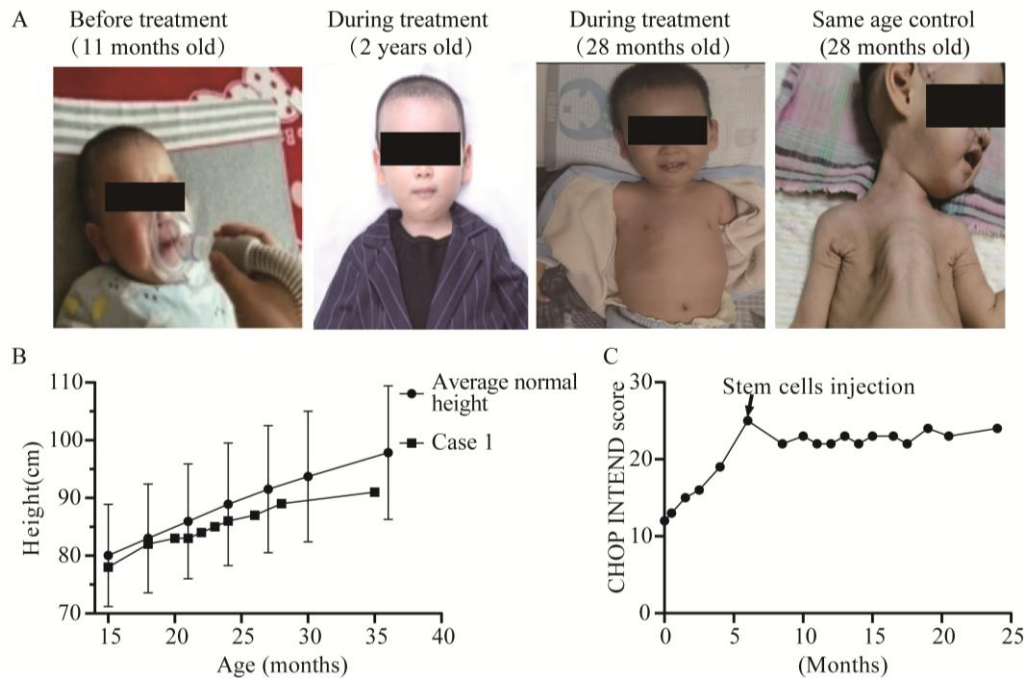 A
Before treatment
(11 months old)
During treatment
(2 years old)
During treatment
(28 months old)
Same age control
(28 months old)
B
110
100
90
80
70
Height(cm)
15
20
25
30
35
40
Age (months)
Average normal
height
Case 1
C
30
20
10
0
CHOP INTEND score
Stem cells injection
0
5
10
15
20
25
(Months)